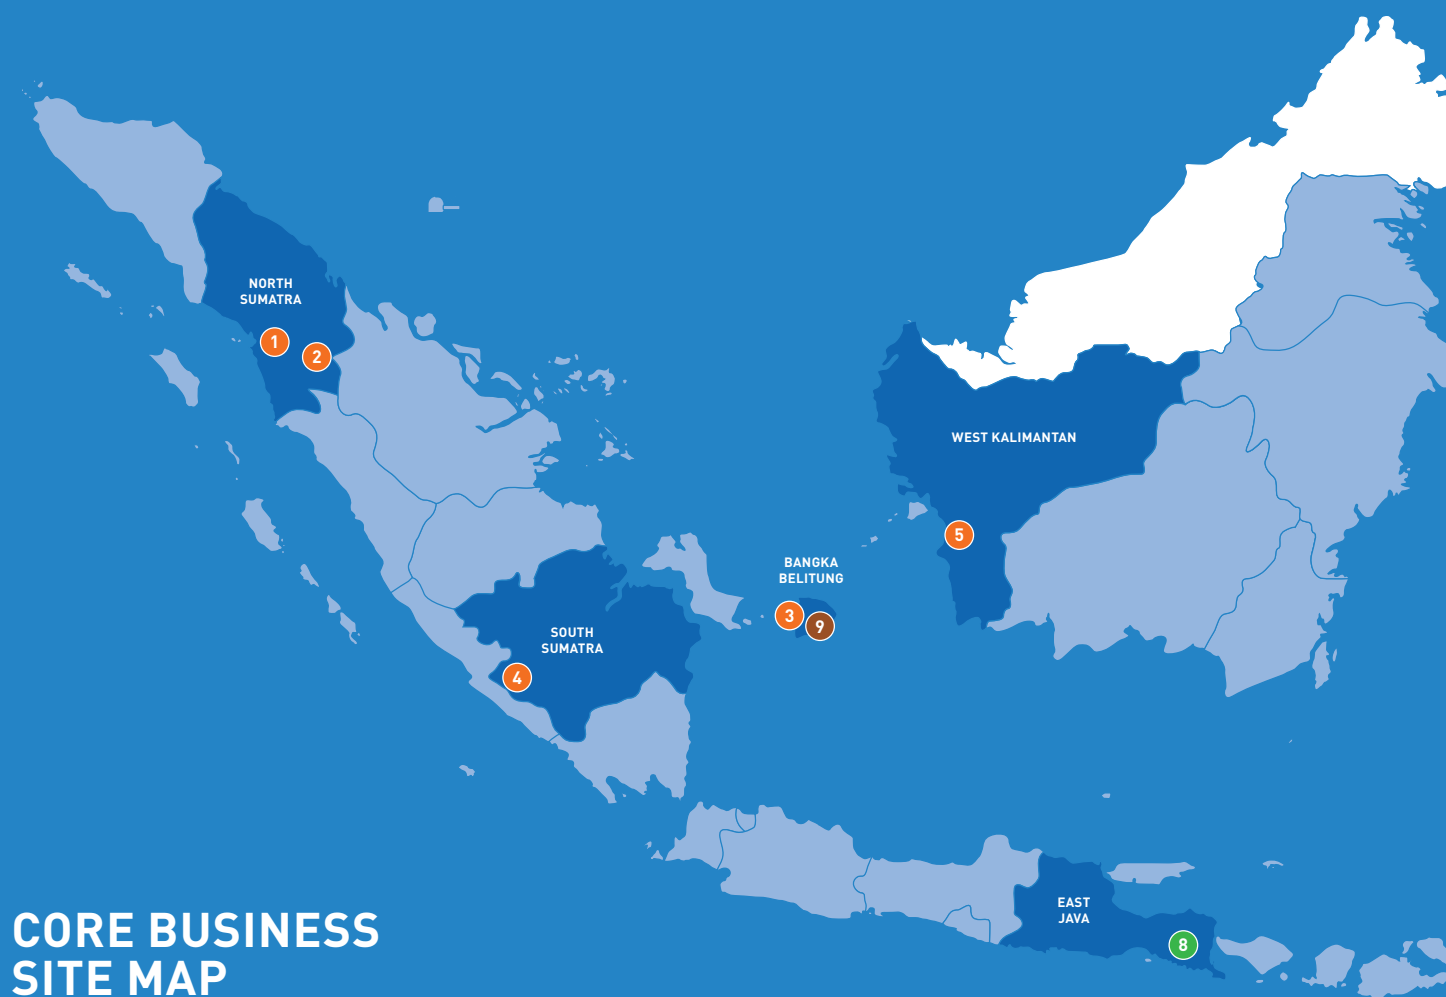 NORTH
SUMATRA
1
2
WEST KALIMANTAN
5
BANGKA
BELITUNG
3
9
SOUTH
SUMATRA
4
EAST
JAVA
8
CORE BUSINESS
SITE MAP